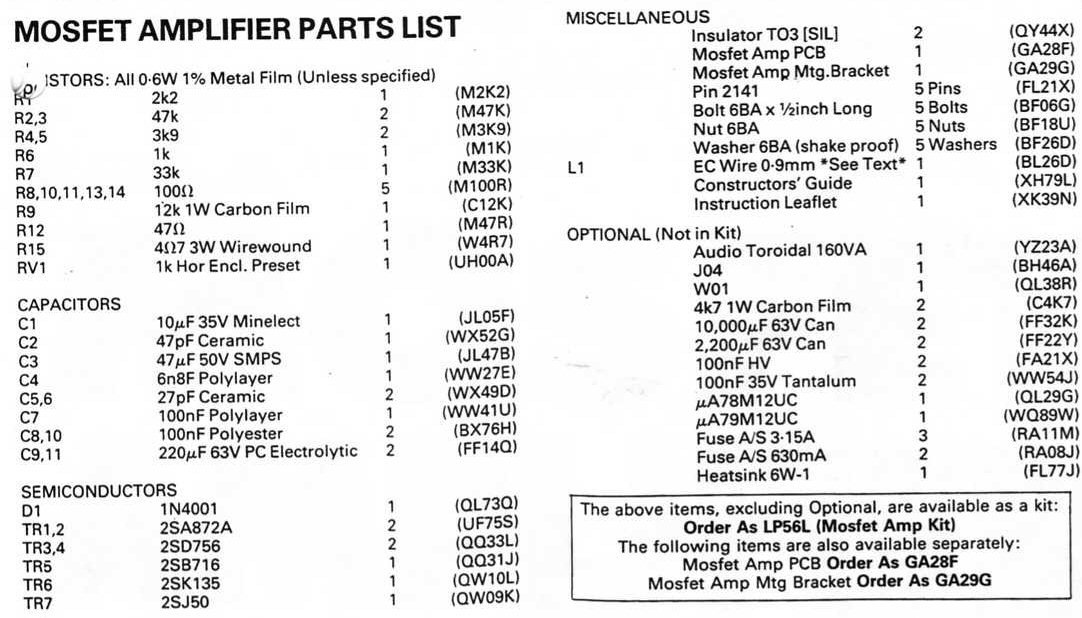 MOSFET AMPLIFIER PARTS LIST
ISTORS: All 0·6W 1% Metal Film (Unless specified)
R1 2k2 1 (M2K2)
R2,3 47k 2 (M47K)
R4,5 3k9 2 (M3K9)
R6 1k 1 (M1K)
R7 33k 1 (M33K)
R8,10,11,13,14 100Ω 5 (M100R)
R9 12k 1W Carbon Film 1 (C12K)
R12 47Ω 1 (M47R)
R15 4Ω7 3W Wirewound 1 (W4R7)
RV1 1k Hor Encl. Preset 1 (UH00A)
CAPACITORS
C1 10µF 35V Minelect 1 (JL05F)
C2 47pF Ceramic 1 (WX52G)
C3 47µF 50V SMPS 1 (JL47B)
C4 6n8F Polylayer 1 (WW27E)
C5,6 27pF Ceramic 2 (WX49D)
C7 100nF Polylayer 1 (WW41U)
C8,10 100nF Polyester 2 (BX76H)
C9,11 220µF 63V PC Electrolytic 2 (FF14Q)
SEMICONDUCTORS
D1 1N4001 1 (QL73Q)
TR1,2 2SA872A 2 (UF75S)
TR3,4 2SD756 2 (QQ33L)
TR5 2SB716 1 (QQ31J)
TR6 2SK135 1 (QW10L)
TR7 2SJ50 1 (QW09K)
MISCELLANEOUS
Insulator TO3 [SIL] 2 (QY44X)
Mosfet Amp PCB 1 (GA28F)
Mosfet Amp Mtg.Bracket 1 (GA29G)
Pin 2141 5 Pins (FL21X)
Bolt 6BA x ½inch Long 5 Bolts (BF06G)
Nut 6BA 5 Nuts (BF18U)
Washer 6BA (shake proof) 5 Washers (BF26D)
L1 EC Wire 0·9mm *See Text* 1 (BL26D)
Constructors' Guide 1 (XH79L)
Instruction Leaflet 1 (XK39N)
OPTIONAL (Not in Kit)
Audio Toroidal 160VA 1 (YZ23A)
J04 1 (BH46A)
W01 1 (QL38R)
4k7 1W Carbon Film 2 (C4K7)
10,000µF 63V Can 2 (FF32K)
2,200µF 63V Can 2 (FF22Y)
100nF HV 2 (FA21X)
100nF 35V Tantalum 2 (WW54J)
µA78M12UC 1 (QL29G)
µA79M12UC 1 (WQ89W)
Fuse A/S 3·15A 3 (RA11M)
Fuse A/S 630mA 2 (RA08J)
Heatsink 6W-1 1 (FL77J)
The above items, excluding Optional, are available as a kit:
Order As LP56L (Mosfet Amp Kit)
The following items are also available separately:
Mosfet Amp PCB Order As GA28F
Mosfet Amp Mtg Bracket Order As GA29G